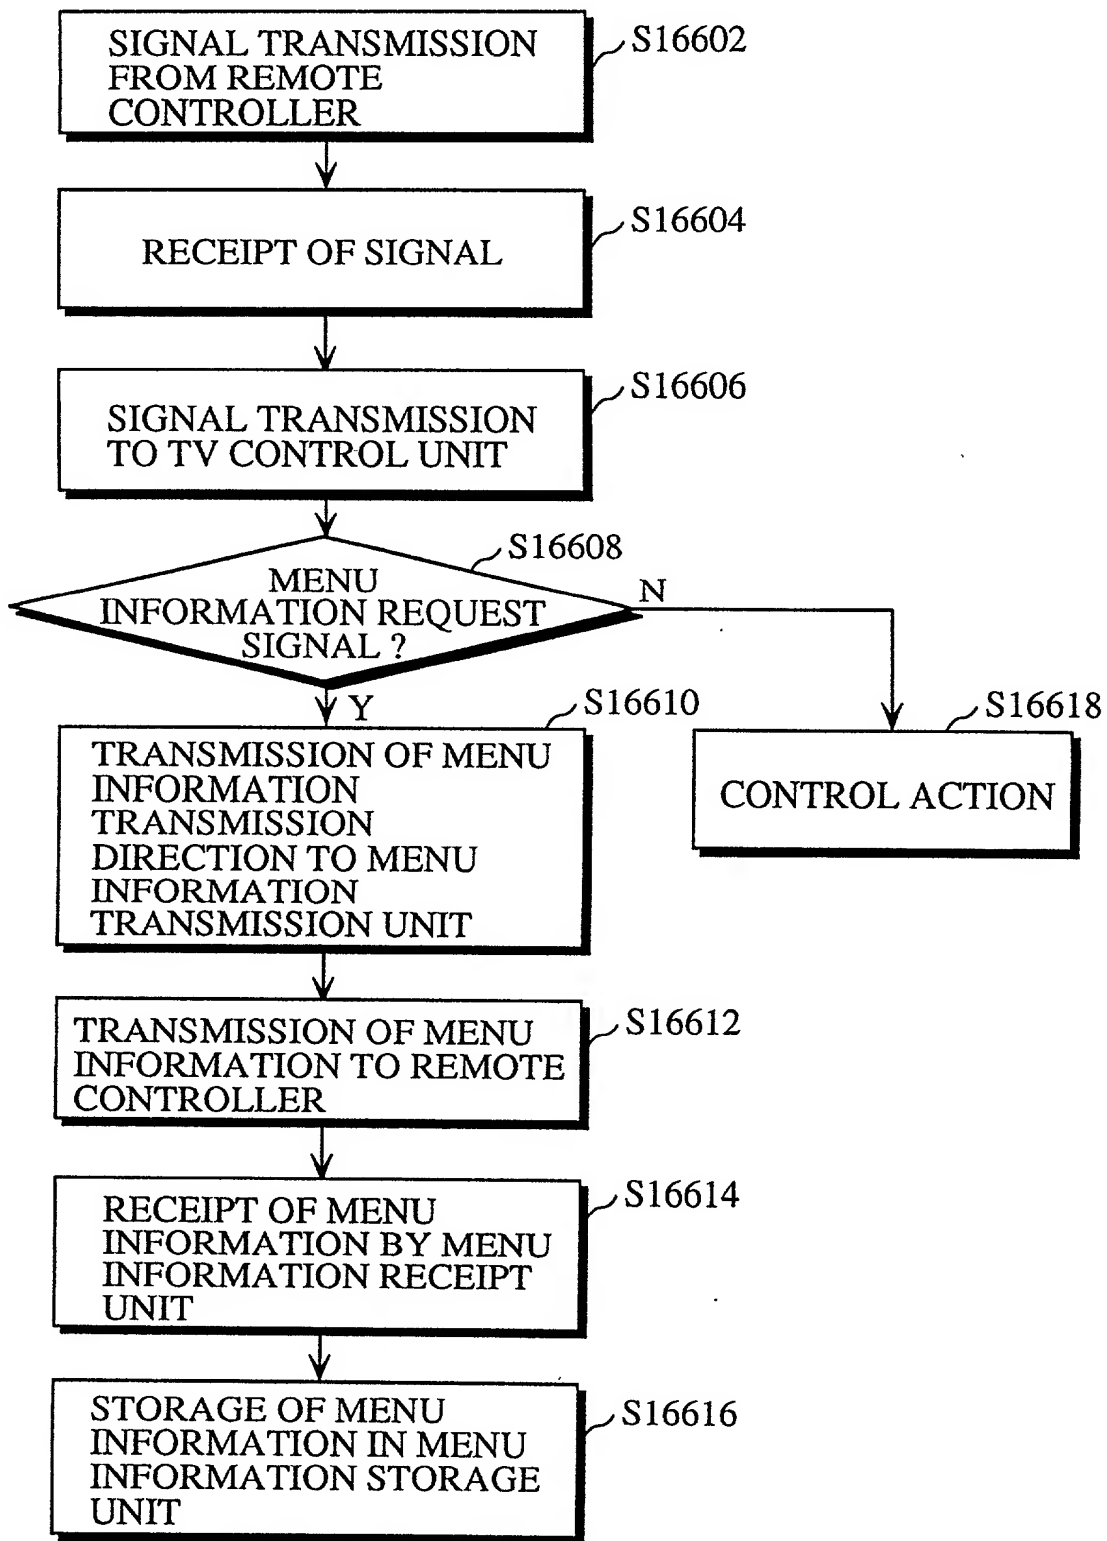 SIGNAL TRANSMISSION
FROM REMOTE
CONTROLLER
S16602
RECEIPT OF SIGNAL
S16604
SIGNAL TRANSMISSION
TO TV CONTROL UNIT
S16606
MENU
INFORMATION REQUEST
SIGNAL ?
S16608
N
Y
TRANSMISSION OF MENU
INFORMATION
TRANSMISSION
DIRECTION TO MENU
INFORMATION
TRANSMISSION UNIT
S16610
CONTROL ACTION
S16618
TRANSMISSION OF MENU
INFORMATION TO REMOTE
CONTROLLER
S16612
RECEIPT OF MENU
INFORMATION BY MENU
INFORMATION RECEIPT
UNIT
S16614
STORAGE OF MENU
INFORMATION IN MENU
INFORMATION STORAGE
UNIT
S16616